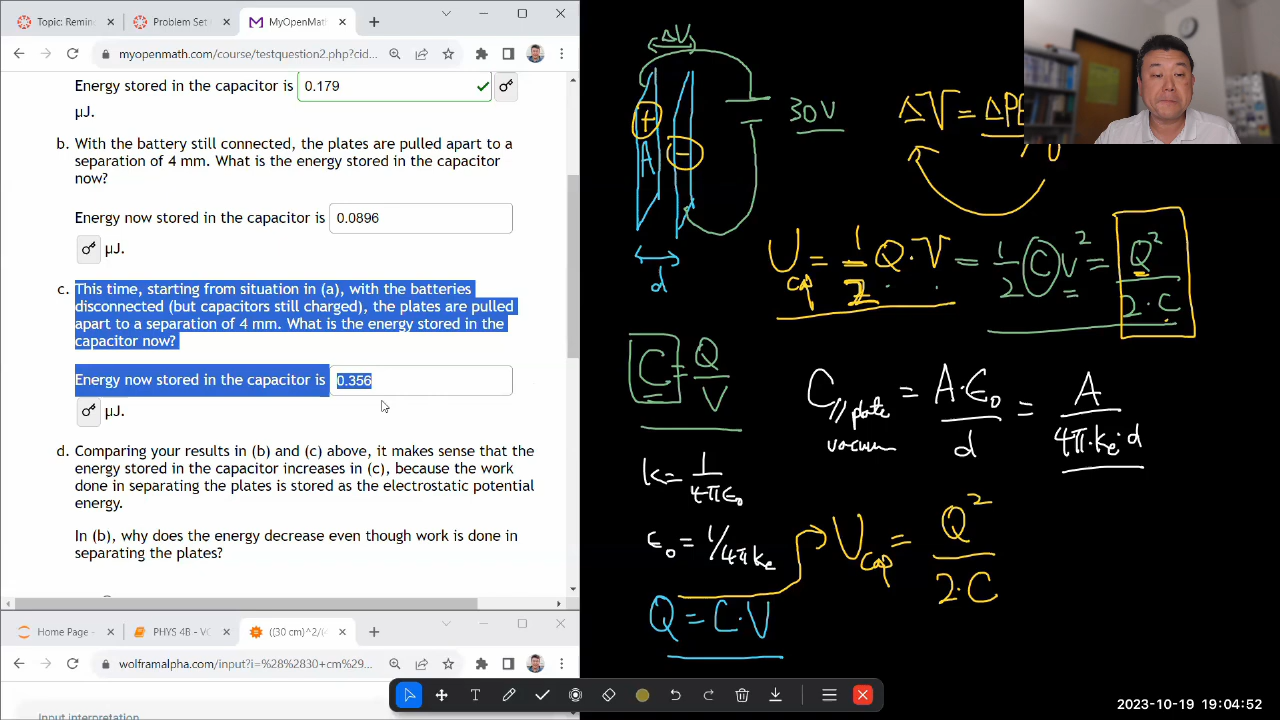 Topic: Remin
Problem Set
MyOpenMath
myopenmath.com/course/testquestion2.php?cid...
Energy stored in the capacitor is 0.179
μJ.
b. With the battery still connected, the plates are pulled apart to a
separation of 4 mm. What is the energy stored in the capacitor
now?
Energy now stored in the capacitor is 0.0896
μJ.
c. This time, starting from situation in (a), with the batteries
disconnected (but capacitors still charged), the plates are pulled
apart to a separation of 4 mm. What is the energy stored in the
capacitor now?
Energy now stored in the capacitor is 0.356
μJ.
d. Comparing your results in (b) and (c) above, it makes sense that the
energy stored in the capacitor increases in (c), because the work
done in separating the plates is stored as the electrostatic potential
energy.
In (b), why does the energy decrease even though work is done in
separating the plates?
Home Page -
PHYS 4B - VC
((30 cm)^2/(4
wolframalpha.com/input?i=%28%2830+cm%29...
Input interpretation
ΔV
+
A
−
d
30V
ΔV = ΔPE
U cap = 1/2 Q · V = 1/2 C V² = Q²/2·C
C = Q/V
C // plate vacuum = A·ε₀/d = A/4π·ke·d
k = 1/4πε₀
ε₀ = 1/4πke
U cap = Q²/2·C
Q = C·V
T
2023-10-19 19:04:52